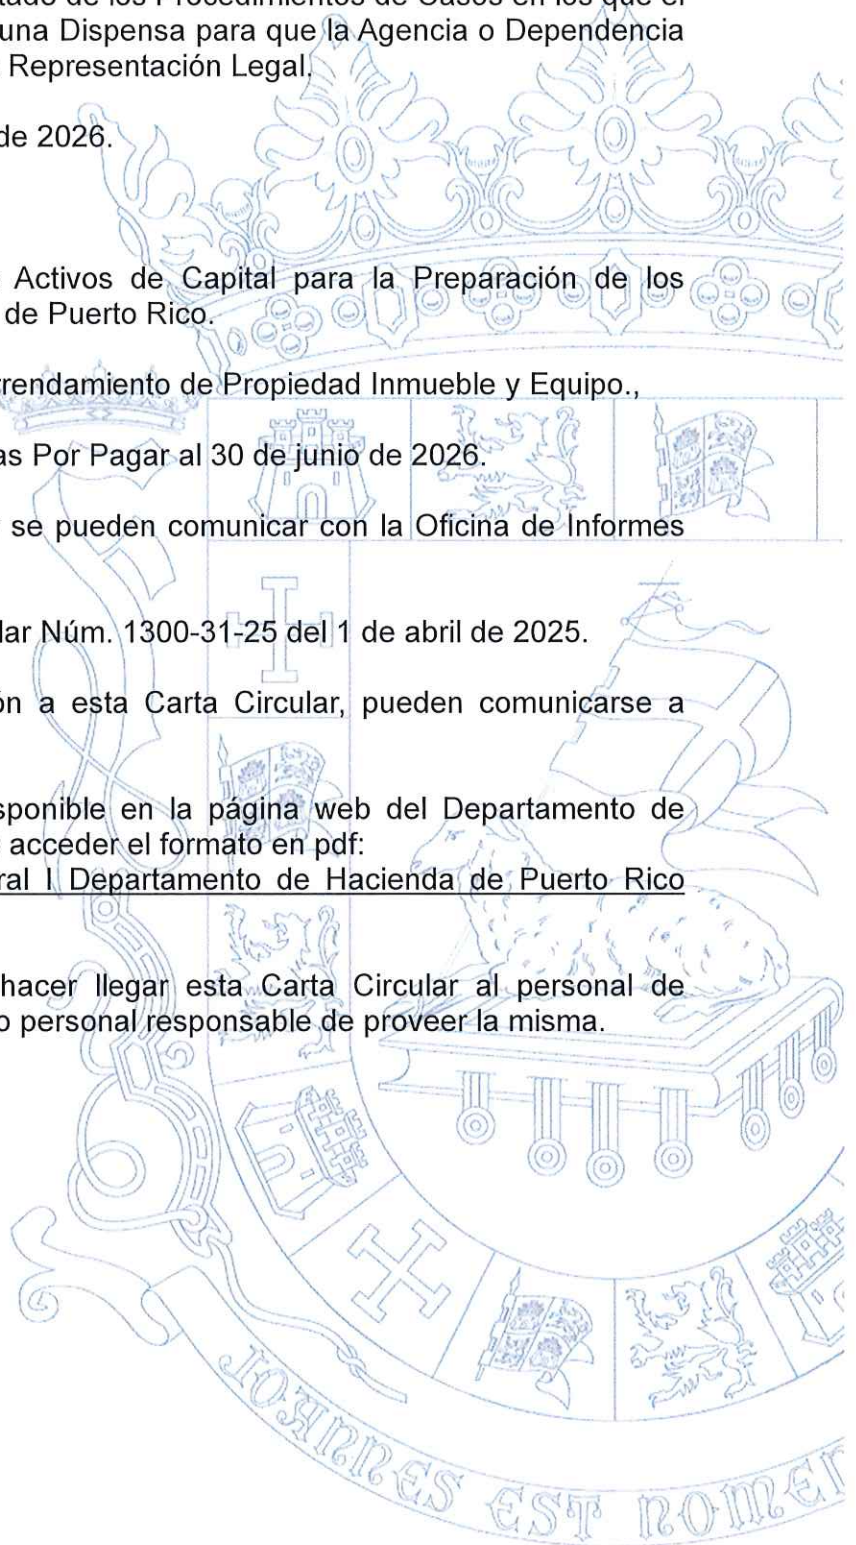 tado de los Procedimientos de Casos en los que el
una Dispensa para que la Agencia o Dependencia
Representación Legal.
de 2026.
Activos de Capital para la Preparación de los
de Puerto Rico.
rrendamiento de Propiedad Inmueble y Equipo.,
as Por Pagar al 30 de junio de 2026.
se pueden comunicar con la Oficina de Informes
lar Núm. 1300-31-25 del 1 de abril de 2025.
ón a esta Carta Circular, pueden comunicarse a
sponible en la página web del Departamento de
acceder el formato en pdf:
ral I Departamento de Hacienda de Puerto Rico
hacer llegar esta Carta Circular al personal de
o personal responsable de proveer la misma.
JOANNES EST NOMEN